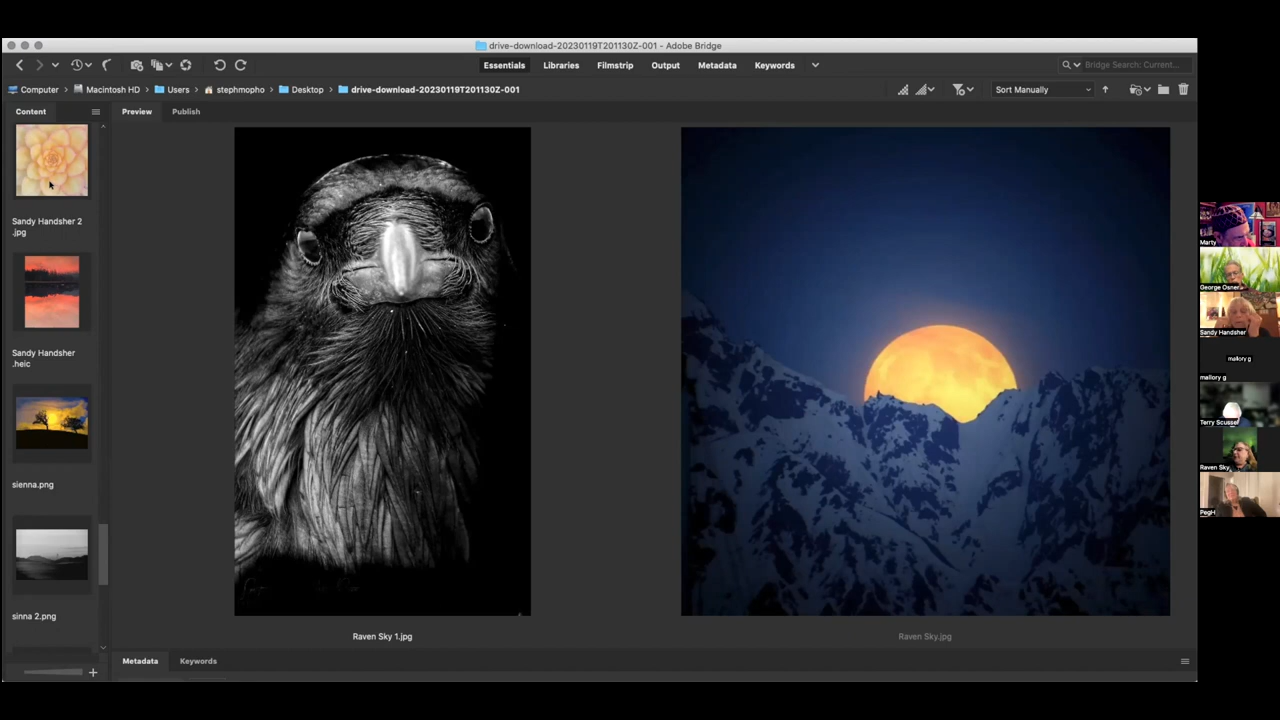 drive-download-20230119T201130Z-001 - Adobe Bridge
Essentials
Libraries
Filmstrip
Output
Metadata
Keywords
Bridge Search: Current...
Computer
Macintosh HD
Users
stephmopho
Desktop
drive-download-20230119T201130Z-001
Sort Manually
Content
Preview
Publish
Sandy Handsher 2
.jpg
Sandy Handsher
.heic
sienna.png
sinna 2.png
Raven Sky 1.jpg
Raven Sky.jpg
Metadata
Keywords
Marty
George Osner
Sandy Handsher
mallory g
mallory g
Terry Scussel
Raven Sky
PegH